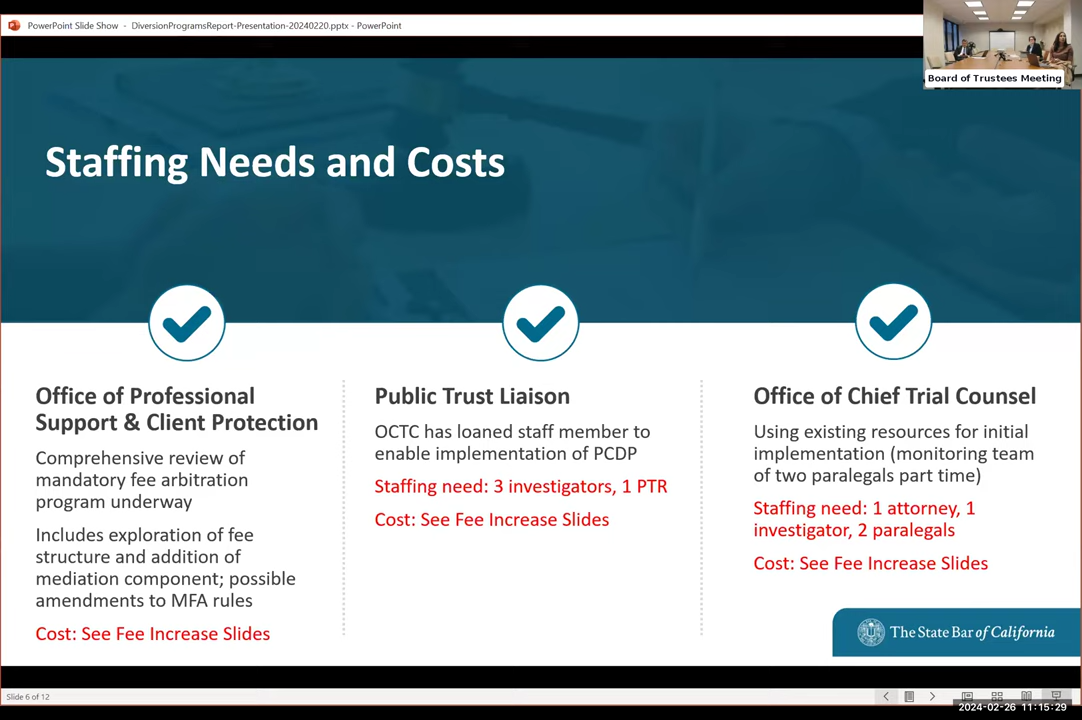 PowerPoint Slide Show - DiversionProgramsReport-Presentation-20240220.pptx - PowerPoint
Board of Trustees Meeting
Staffing Needs and Costs
Office of Professional
Support & Client Protection
Comprehensive review of
mandatory fee arbitration
program underway
Includes exploration of fee
structure and addition of
mediation component; possible
amendments to MFA rules
Cost: See Fee Increase Slides
Public Trust Liaison
OCTC has loaned staff member to
enable implementation of PCDP
Staffing need: 3 investigators, 1 PTR
Cost: See Fee Increase Slides
Office of Chief Trial Counsel
Using existing resources for initial
implementation (monitoring team
of two paralegals part time)
Staffing need: 1 attorney, 1
investigator, 2 paralegals
Cost: See Fee Increase Slides
The State Bar of California
Slide 6 of 12
2024-02-26 11:15:29